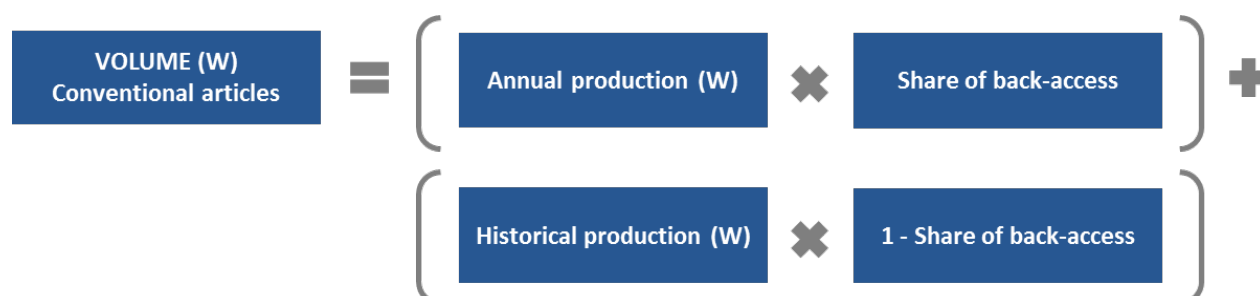 VOLUME (W)
Conventional articles
=
(
Annual production (W)
×
Share of back-access
)
+
(
Historical production (W)
×
1 - Share of back-access
)